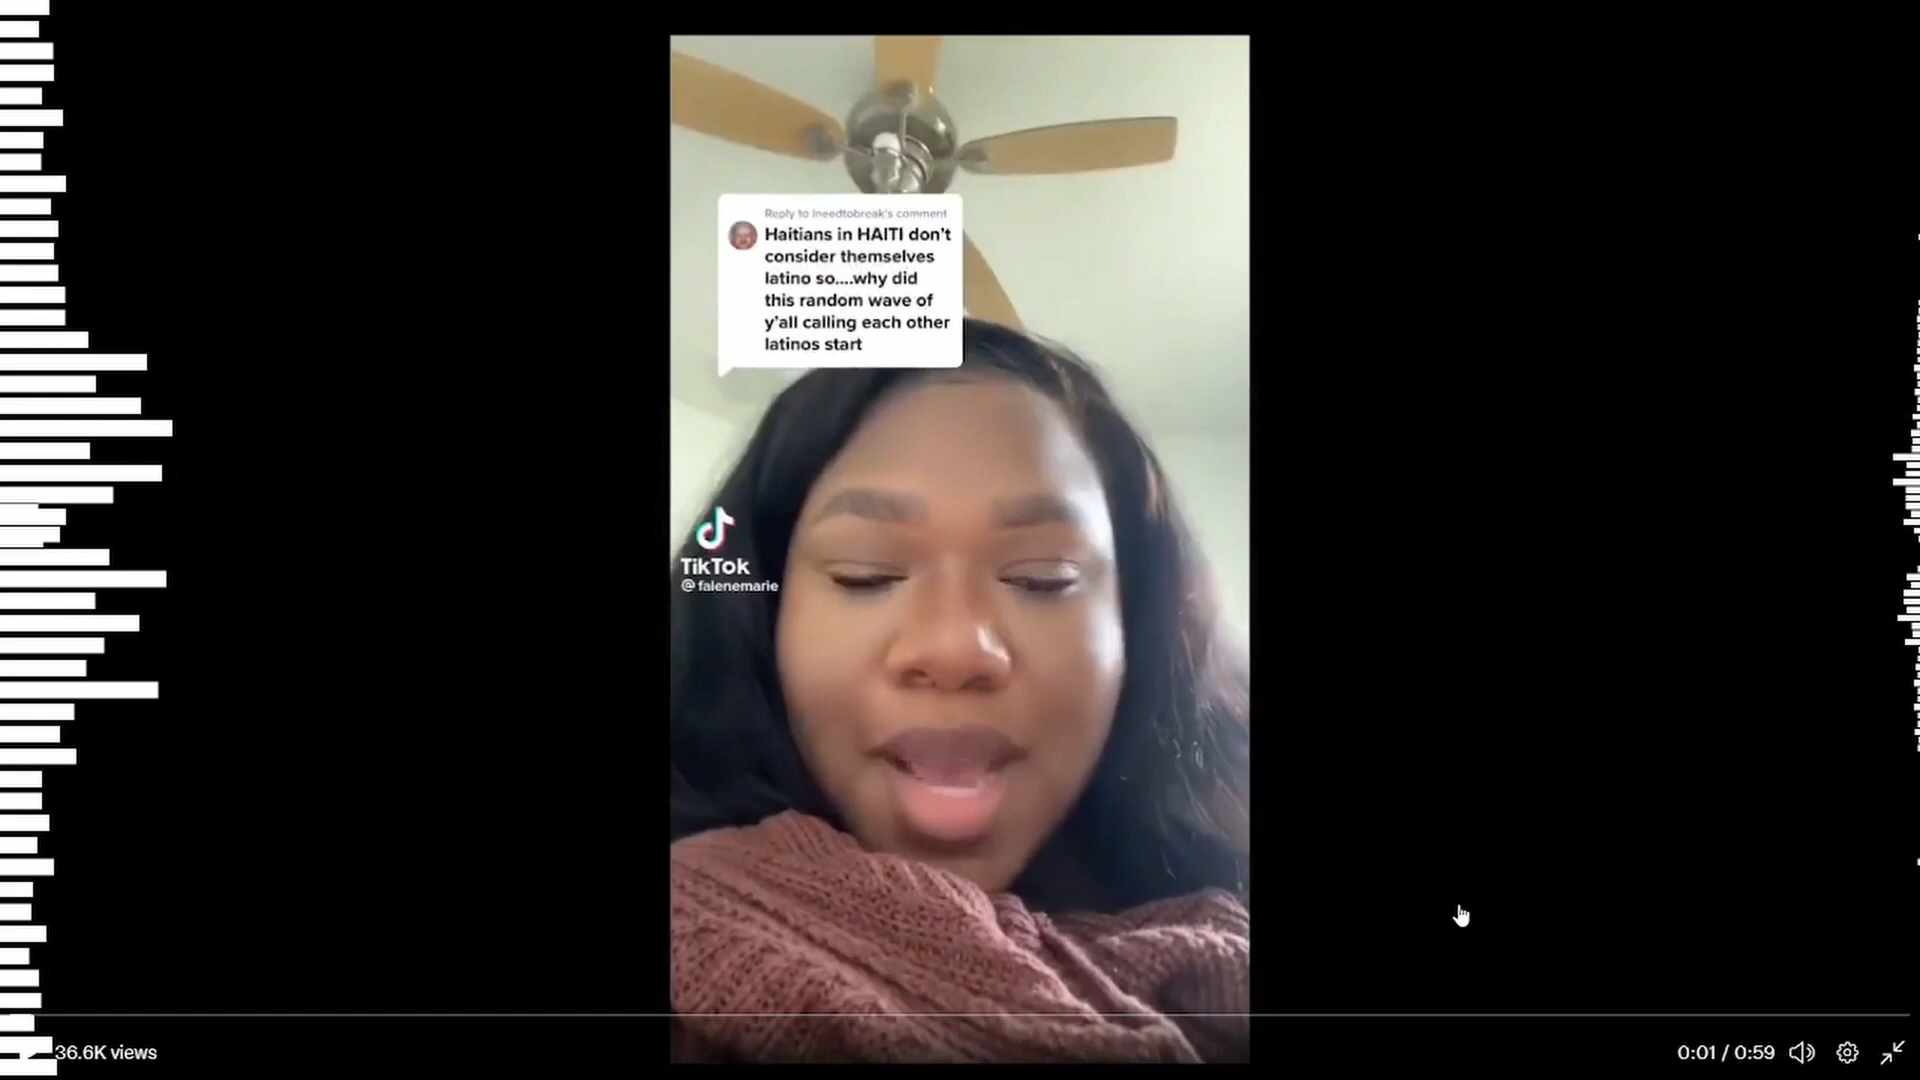 Reply to ineedtobreak's comment
Haitians in HAITI don't
consider themselves
latino so....why did
this random wave of
y'all calling each other
latinos start
TikTok
@falenemarie
36.6K views
0:01 / 0:59